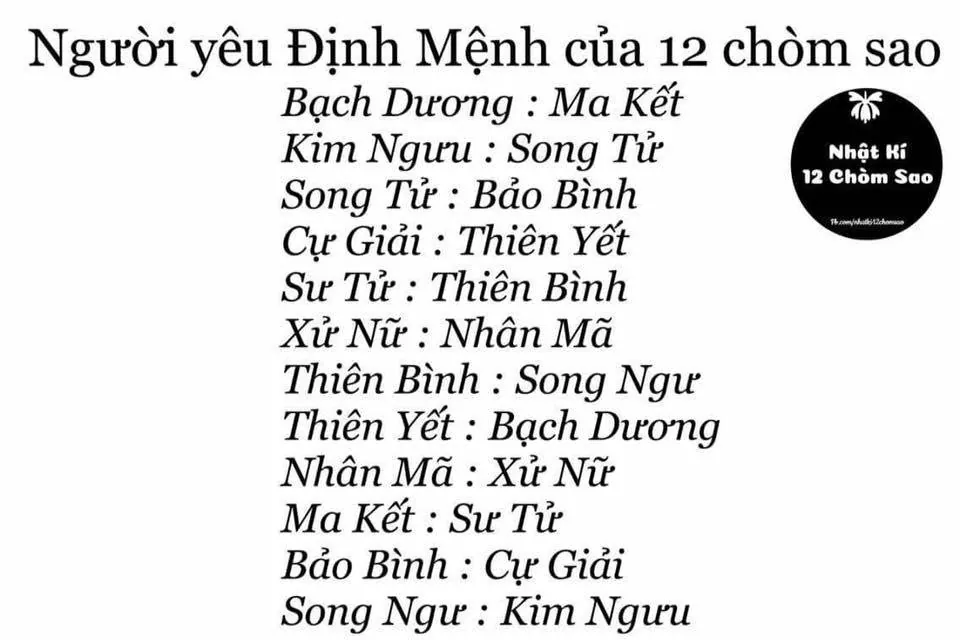 Người yêu Định Mệnh của 12 chòm sao
Bạch Dương : Ma Kết
Kim Ngưu : Song Tử
Song Tử : Bảo Bình
Cự Giải : Thiên Yết
Sư Tử : Thiên Bình
Xử Nữ : Nhân Mã
Thiên Bình : Song Ngư
Thiên Yết : Bạch Dương
Nhân Mã : Xử Nữ
Ma Kết : Sư Tử
Bảo Bình : Cự Giải
Song Ngư : Kim Ngưu
Nhật Kí
12 Chòm Sao
Fb.com/nhatki12chomsao